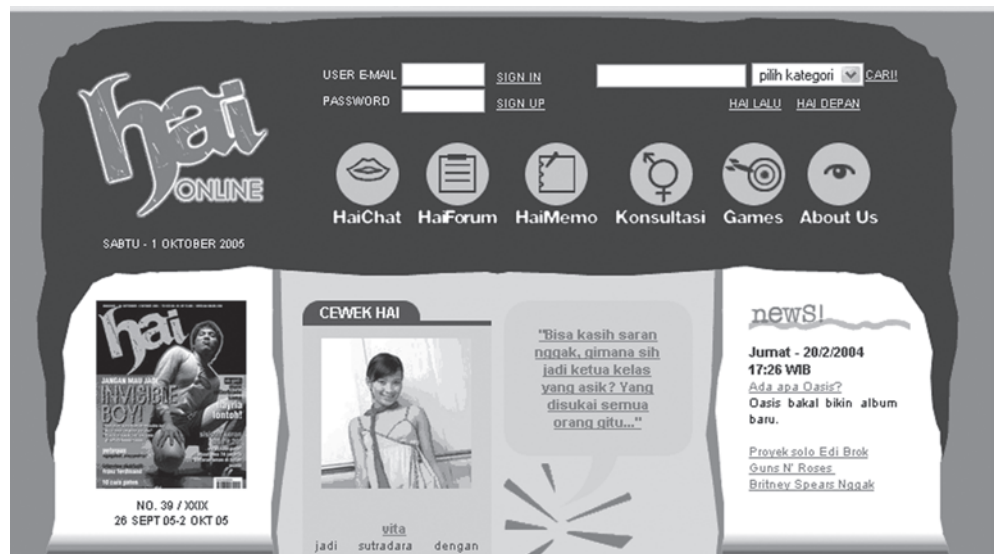 hai
ONLINE
SABTU - 1 OKTOBER 2005
USER E-MAIL
SIGN IN
PASSWORD
SIGN UP
pilih kategori
CARI!
HAI LALU
HAI DEPAN
HaiChat
HaiForum
HaiMemo
Konsultasi
Games
About Us
hai
JANGAN MAU JADI
INVISIBLE
BOY!
NO. 39 / XXIX
26 SEPT 05-2 OKT 05
CEWEK HAI
vita
jadi sutradara dengan
"Bisa kasih saran
nggak, gimana sih
jadi ketua kelas
yang asik? Yang
disukai semua
orang gitu..."
newS!
Jumat - 20/2/2004
17:26 WIB
Ada apa Oasis?
Oasis bakal bikin album
baru.
Proyek solo Edi Brok
Guns N' Roses
Britney Spears Nggak